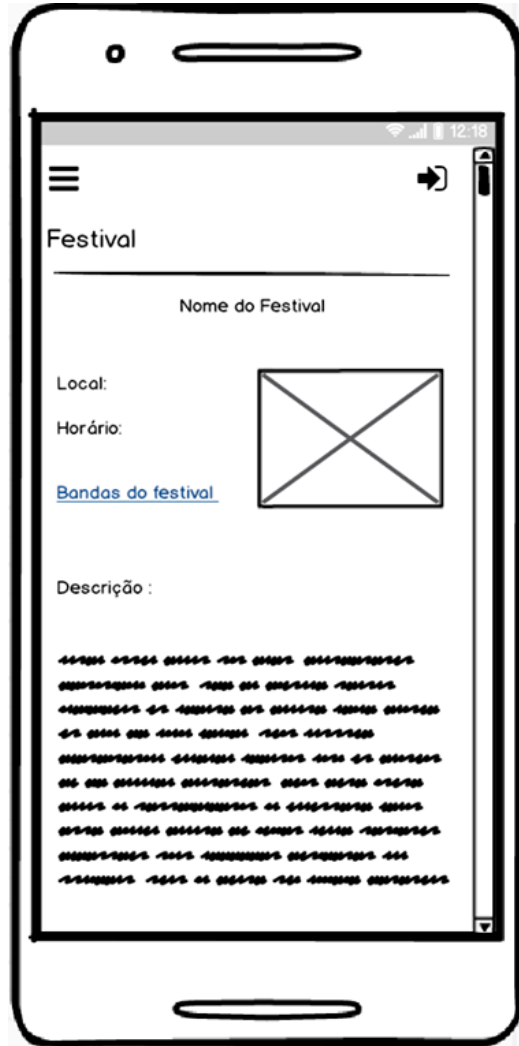 12:18
Festival
Nome do Festival
Local:
Horário:
Bandas do festival
Descrição :